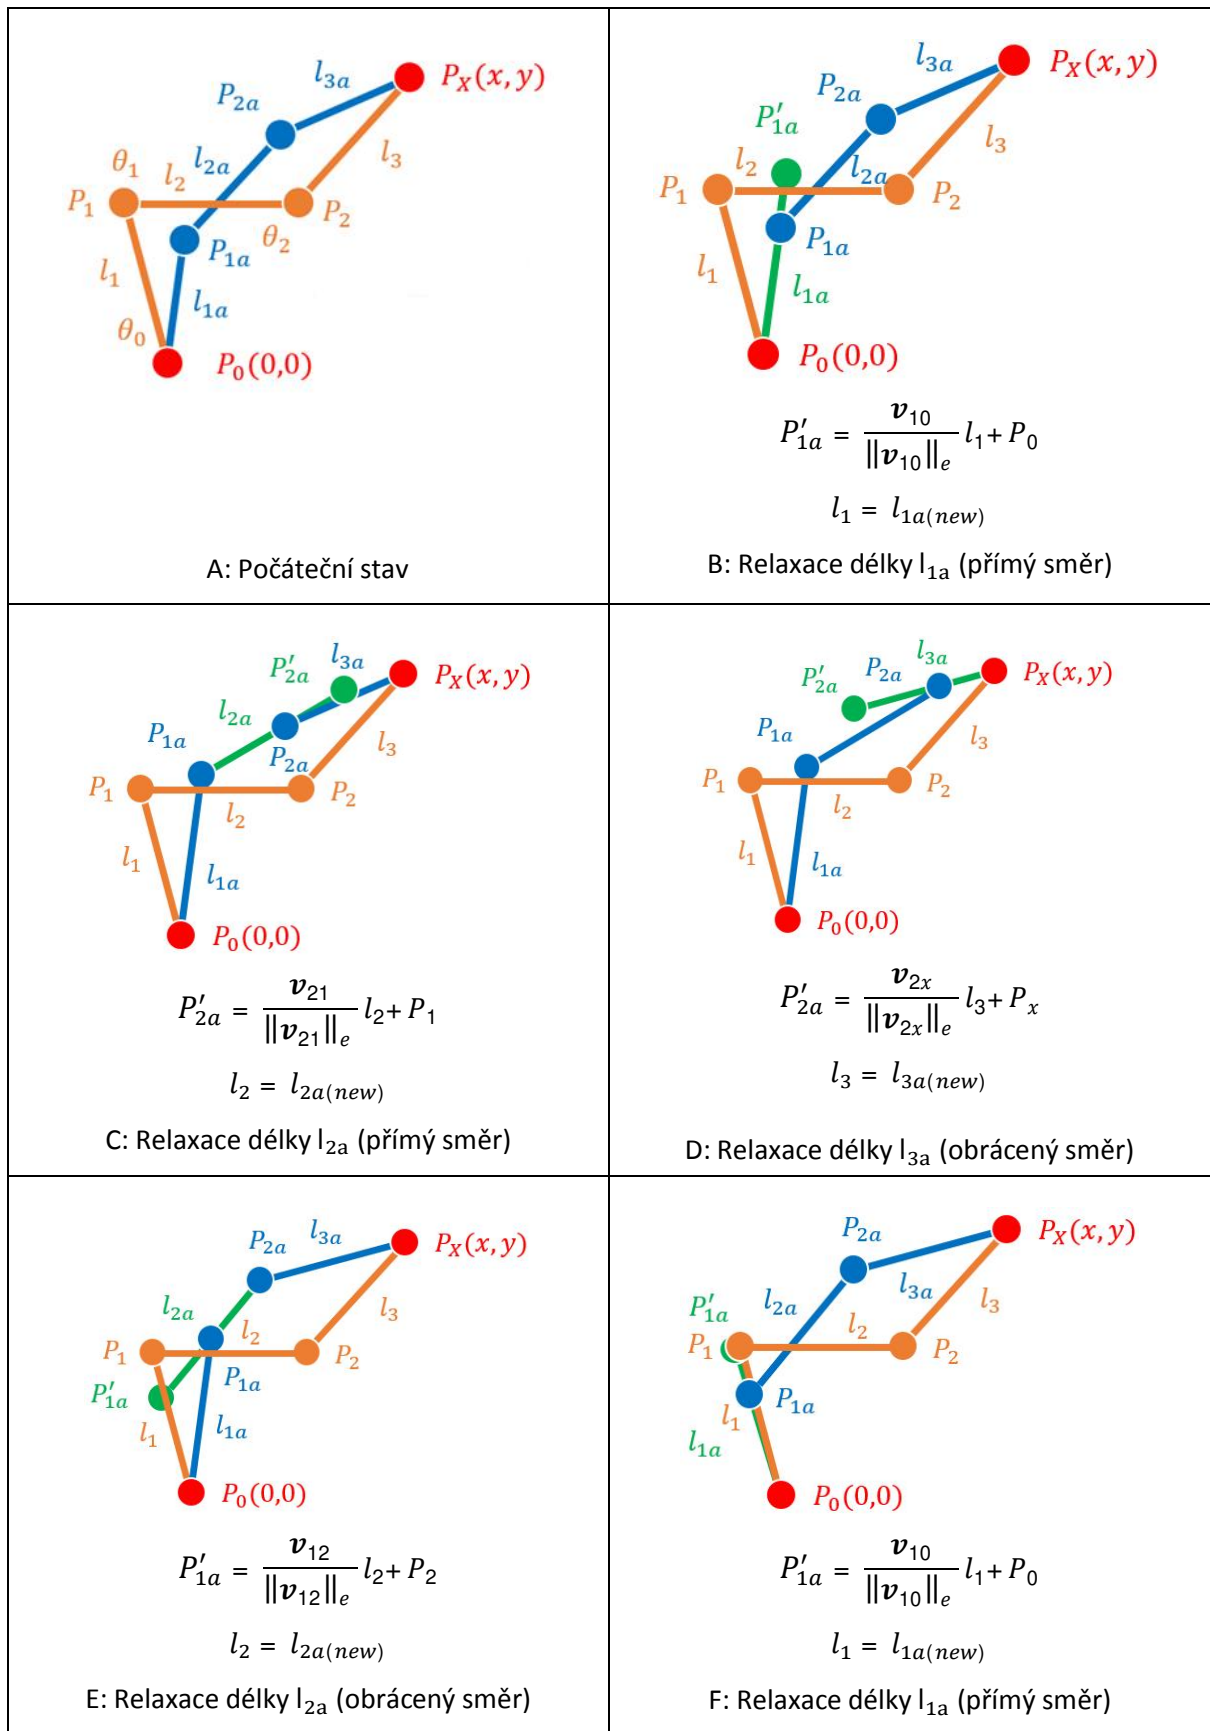 l₃ₐ
Pₓ(x, y)
P₂ₐ
θ₁
l₂
l₂ₐ
l₃
P₁
P₂
θ₂
P₁ₐ
l₁
l₁ₐ
θ₀
P₀(0,0)
A: Počáteční stav
l₃ₐ
Pₓ(x, y)
P₂ₐ
P′₁ₐ
l₂
l₂ₐ
l₃
P₁
P₂
P₁ₐ
l₁
l₁ₐ
P₀(0,0)
P′₁ₐ = v₁₀ / ‖v₁₀‖ₑ l₁+ P₀
l₁ = l₁ₐ₍ₙₑw₎
B: Relaxace délky l₁ₐ (přímý směr)
P′₂ₐ
l₃ₐ
Pₓ(x, y)
l₂ₐ
P₁ₐ
P₂ₐ
l₃
P₁
P₂
l₂
l₁
l₁ₐ
P₀(0,0)
P′₂ₐ = v₂₁ / ‖v₂₁‖ₑ l₂+ P₁
l₂ = l₂ₐ₍ₙₑw₎
C: Relaxace délky l₂ₐ (přímý směr)
l₃ₐ
P₂ₐ
Pₓ(x, y)
P′₂ₐ
P₁ₐ
l₃
P₁
P₂
l₂
l₁
l₁ₐ
P₀(0,0)
P′₂ₐ = v₂ₓ / ‖v₂ₓ‖ₑ l₃+ Pₓ
l₃ = l₃ₐ₍ₙₑw₎
D: Relaxace délky l₃ₐ (obrácený směr)
l₃ₐ
P₂ₐ
Pₓ(x, y)
l₂ₐ
l₂
l₃
P₁
P₂
P′₁ₐ
P₁ₐ
l₁
l₁ₐ
P₀(0,0)
P′₁ₐ = v₁₂ / ‖v₁₂‖ₑ l₂+ P₂
l₂ = l₂ₐ₍ₙₑw₎
E: Relaxace délky l₂ₐ (obrácený směr)
P₂ₐ
Pₓ(x, y)
l₃ₐ
l₂ₐ
l₃
P′₁ₐ
l₂
P₁
P₂
P₁ₐ
l₁
l₁ₐ
P₀(0,0)
P′₁ₐ = v₁₀ / ‖v₁₀‖ₑ l₁+ P₀
l₁ = l₁ₐ₍ₙₑw₎
F: Relaxace délky l₁ₐ (přímý směr)